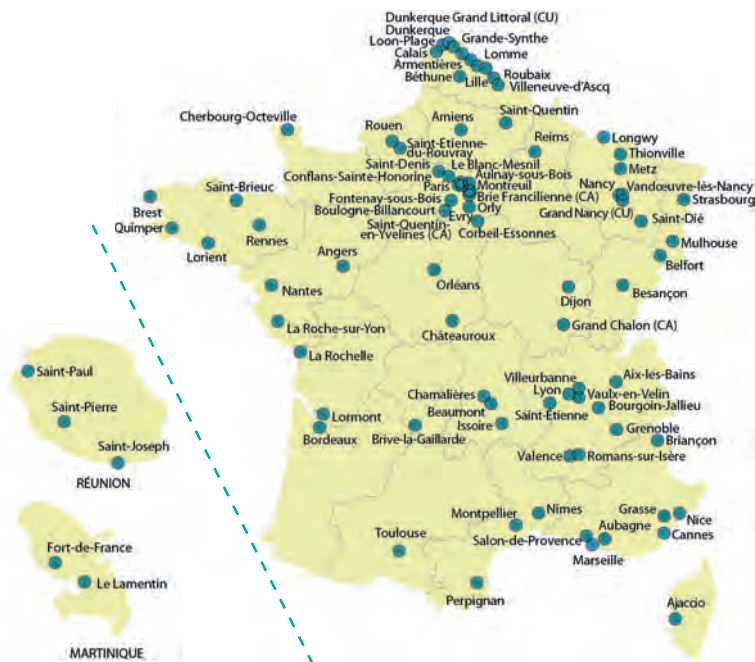 Dunkerque Grand Littoral (CU)
Dunkerque
Grande-Synthe
Loon-Plage
Calais
Lomme
Armentières
Béthune
Lille
Roubaix
Villeneuve-d'Ascq
Cherbourg-Octeville
Saint-Quentin
Amiens
Rouen
Saint-Etienne-
du-Rouvray
Reims
Longwy
Thionville
Metz
Saint-Denis
Le Blanc-Mesnil
Conflans-Sainte-Honorine
Aulnay-sous-Bois
Paris
Montreuil
Brie Francilienne (CA)
Fontenay-sous-Bois
Orly
Boulogne-Billancourt
Evry
Saint-Quentin-
en-Yvelines (CA)
Corbeil-Essonnes
Nancy
Vandœuvre-lès-Nancy
Strasbourg
Grand Nancy (CU)
Saint-Dié
Mulhouse
Belfort
Brest
Saint-Brieuc
Quimper
Rennes
Lorient
Angers
Orléans
Nantes
Dijon
Besançon
La Roche-sur-Yon
Châteauroux
Grand Chalon (CA)
La Rochelle
Saint-Paul
Saint-Pierre
Saint-Joseph
RÉUNION
Villeurbanne
Aix-les-Bains
Chamalières
Lyon
Vaulx-en-Velin
Beaumont
Saint-Étienne
Bourgoin-Jallieu
Lormont
Issoire
Bordeaux
Brive-la-Gaillarde
Grenoble
Briançon
Valence
Romans-sur-Isère
Montpellier
Nîmes
Grasse
Nice
Toulouse
Salon-de-Provence
Aubagne
Cannes
Marseille
Perpignan
Ajaccio
Fort-de-France
Le Lamentin
MARTINIQUE